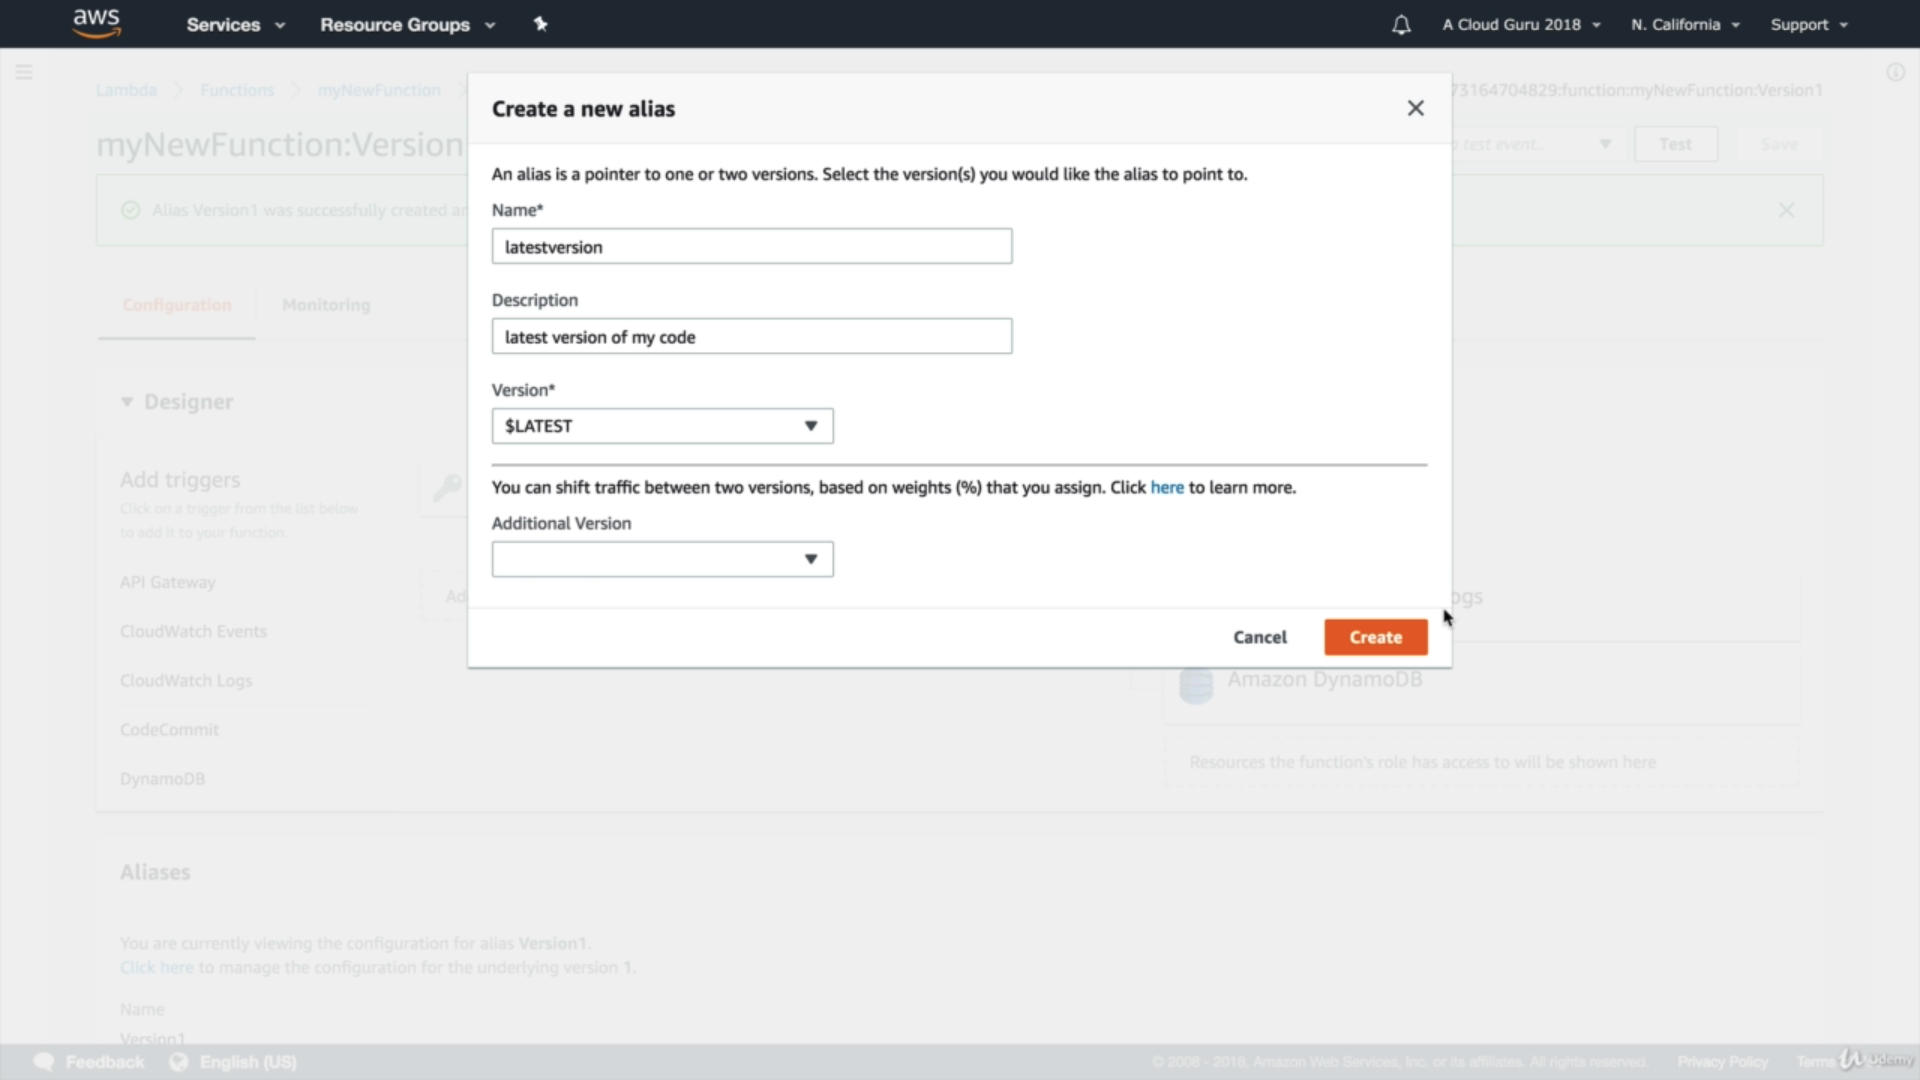 aws
Services
Resource Groups
A Cloud Guru 2018
N. California
Support
Lambda
Functions
myNewFunction
73164704829:function:myNewFunction:Version1
myNewFunction:Version
test event..
Test
Save
Alias Version1 was successfully created an
Configuration
Monitoring
Create a new alias
An alias is a pointer to one or two versions. Select the version(s) you would like the alias to point to.
Name*
latestversion
Description
latest version of my code
Version*
$LATEST
You can shift traffic between two versions, based on weights (%) that you assign. Click here to learn more.
Additional Version
Cancel
Create
Designer
Add triggers
Click on a trigger from the list below
to add it to your function.
API Gateway
CloudWatch Events
CloudWatch Logs
CodeCommit
DynamoDB
Ad
ogs
Amazon DynamoDB
Resources the function's role has access to will be shown here
Aliases
You are currently viewing the configuration for alias Version1.
Click here to manage the configuration for the underlying version 1.
Name
Version1
Feedback
English (US)
© 2008 - 2018, Amazon Web Services, Inc. or its affiliates. All rights reserved.
Privacy Policy
Terms
Udemy